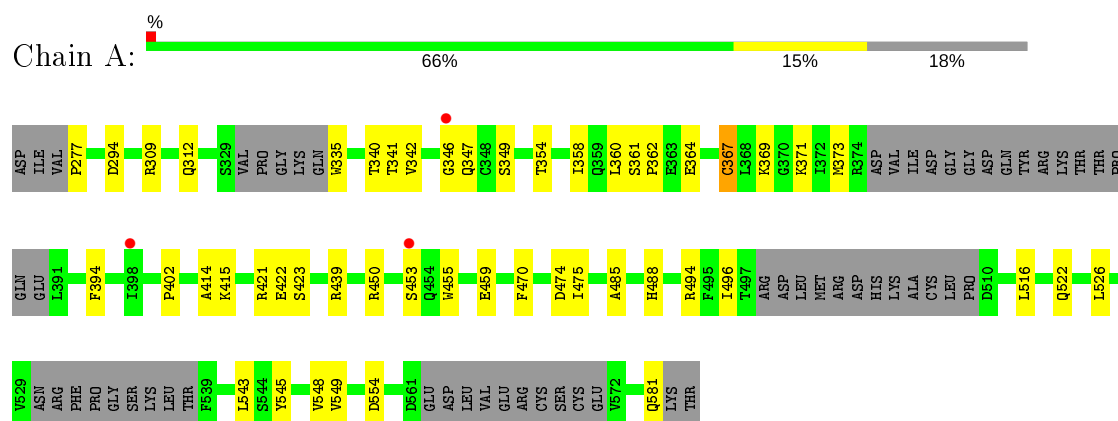 %
Chain A:
66% 15% 18%
ASP ILE VAL P277 D294 R309 Q312 S329 VAL PRO GLY LYS GLN W335 T340 T341 V342 G346 Q347 C348 S349 T354 I358 Q359 L360 S361 P362 E363 E364 C367 L368 K369 G370 K371 I372 M373 R374 ASP VAL ILE ASP GLY GLY ASP GLN TYR ARG LYS THR THR PRO
GLN GLU L391 F394 I398 P402 A414 K415 R421 E422 S423 R439 R450 S453 Q454 W455 E459 F470 D474 I475 A485 H488 R494 F495 I496 T497 ARG ASP LEU MET ARG ASP HIS LYS ALA CYS LEU PRO D510 L516 Q522 L526
V529 ASN ARG PHE PRO GLY SER LYS LEU THR F539 L543 S544 Y545 V548 V549 D554 D561 GLU ASP LEU VAL GLU ARG CYS SER CYS GLU V572 Q581 LYS THR